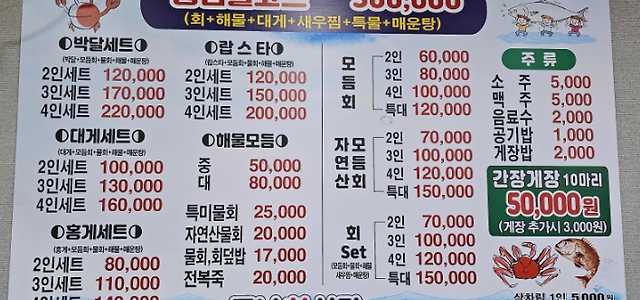 300,000
(회+해물+대게+새우찜+특물+매운탕)
박달세트
(박달+모듬회+물회+해물+매운탕)
2인세트 120,000
3인세트 170,000
4인세트 220,000
대게세트
(대게+모듬회+물회+해물+매운탕)
2인세트 100,000
3인세트 130,000
4인세트 160,000
홍게세트
(홍게+모듬회+물회+해물+매운탕)
2인세트 80,000
3인세트 110,000
랍스타
(랍스타+모듬회+물회+해물+매운탕)
2인세트 120,000
3인세트 150,000
4인세트 200,000
해물모듬
중 50,000
대 80,000
특미물회 25,000
자연산물회 20,000
물회,회덮밥 17,000
전복죽 20,000
모듬회
2인 60,000
3인 80,000
4인 100,000
특대 120,000
자연산 모듬회
2인 70,000
3인 100,000
4인 120,000
특대 150,000
회 Set
(모듬회+물회+해물
새우찜+매운탕)
2인 70,000
3인 100,000
4인 120,000
특대 150,000
주류
소주 5,000
맥주 5,000
음료수 2,000
공기밥 1,000
게장밥 2,000
간장게장 10마리
50,000원
(게장 추가시 3,000원)
상차림 1인 5,000원